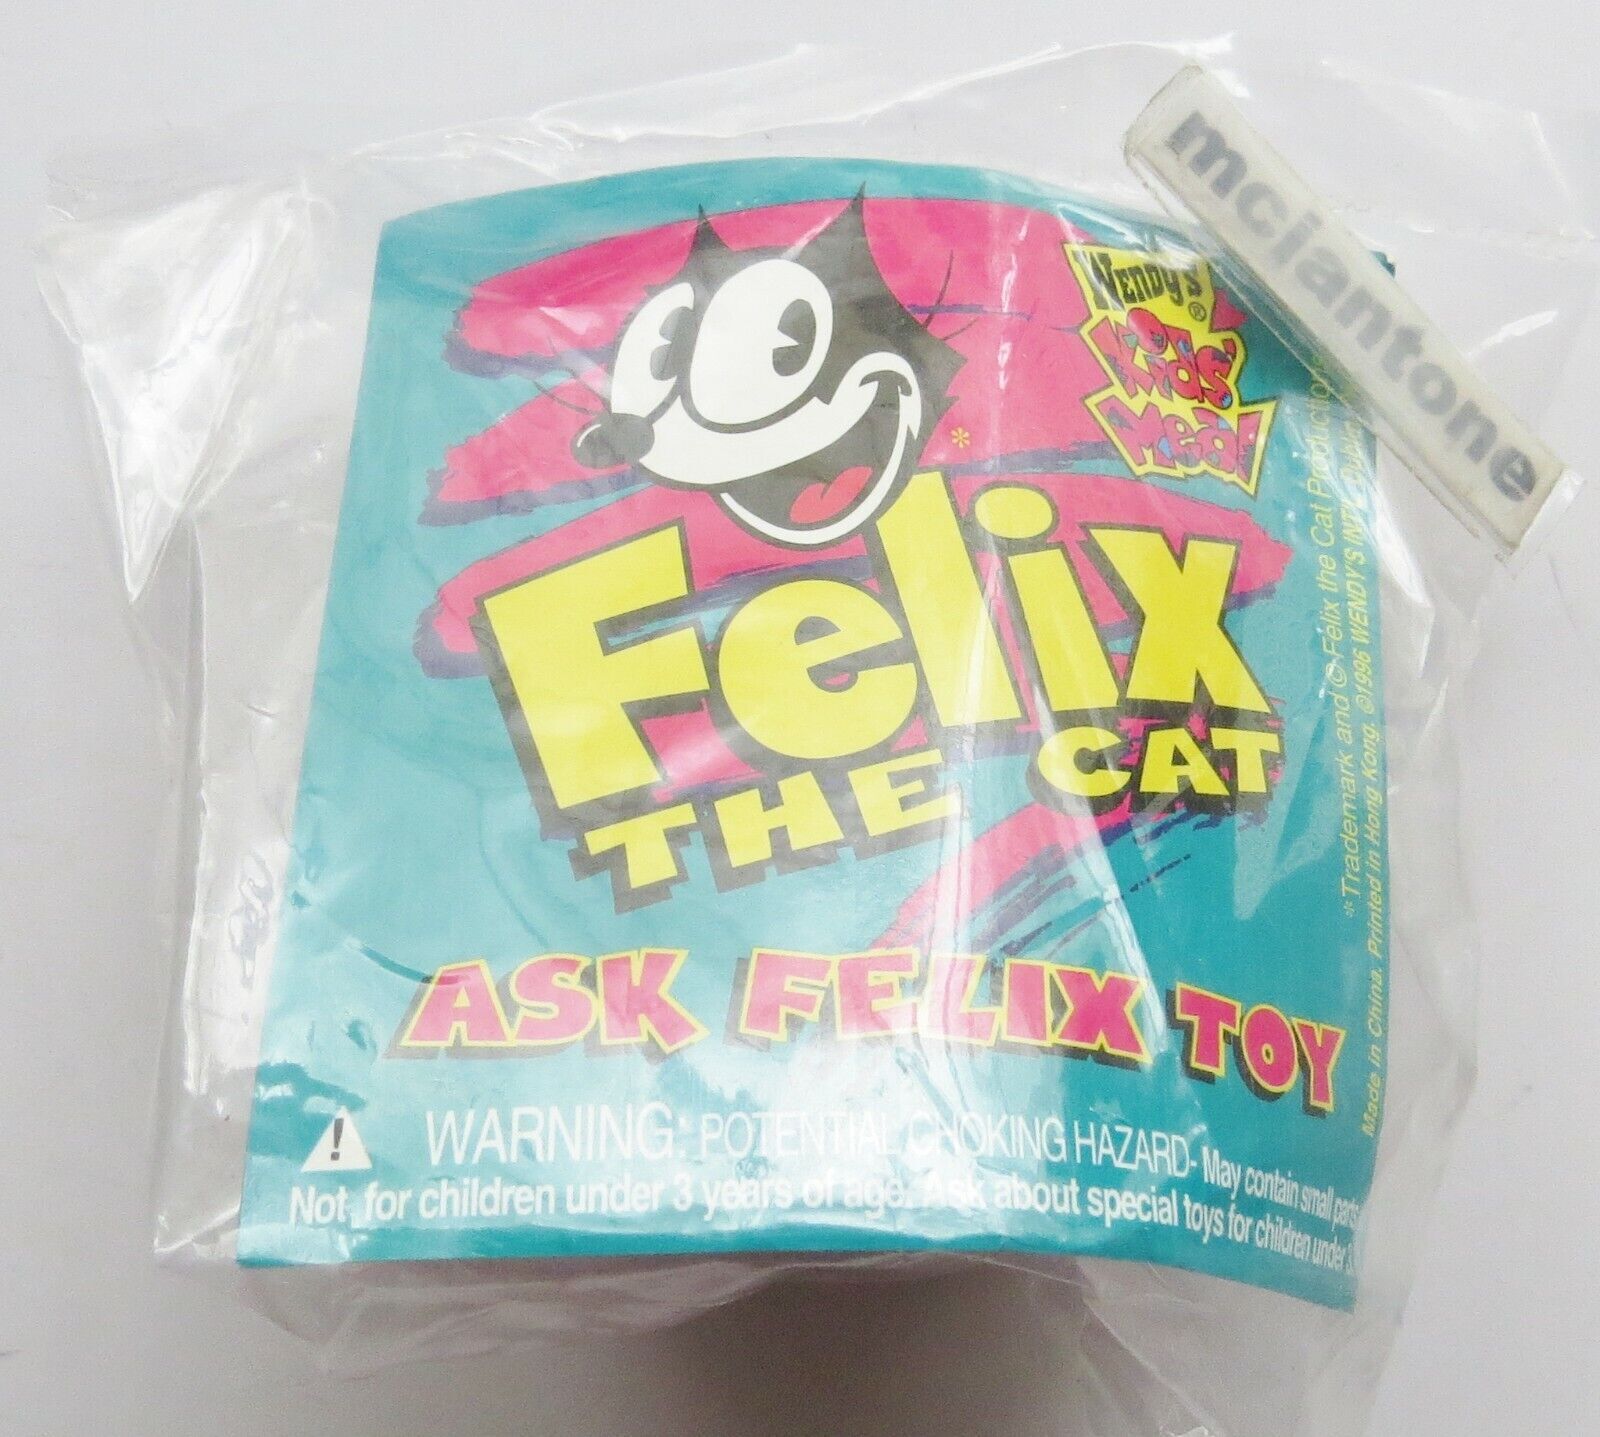 mciantone
WENDY'S®
Kids'
Meal
*
Felix
THE CAT
ASK FELIX TOY
WARNING: POTENTIAL CHOKING HAZARD- May contain small parts
Not for children under 3 years of age. Ask about special toys for children under 3.
*Trademark and © Felix the Cat Productions
Made in China. Printed in Hong Kong. ©1996 WENDY'S INT'L